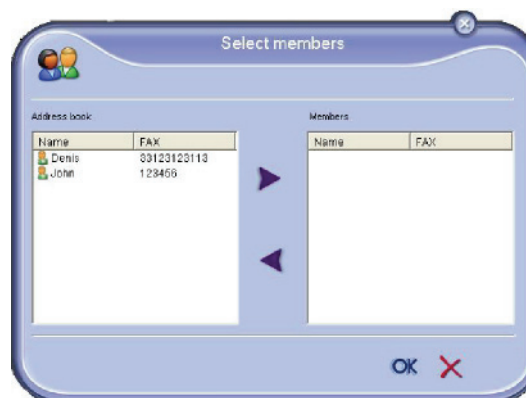 Select members
Address book
Members
Name FAX
Name FAX
Denis 33123123113
John 123456
OK